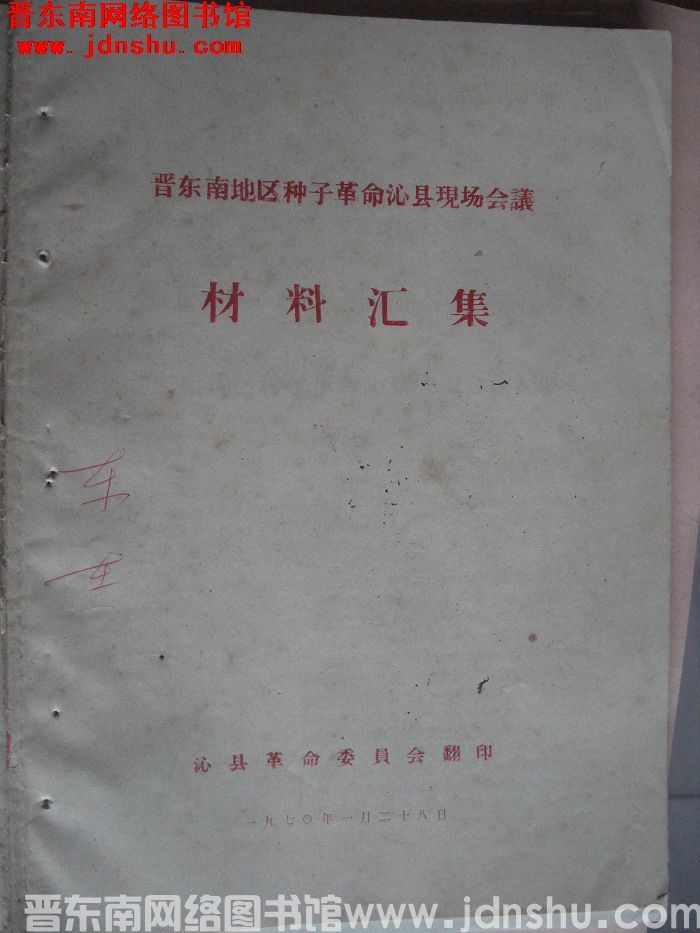 晋东南网络图书馆
www.jdnshu.com
晋东南地区种子革命沁县現场会議
材料汇集
沁县革命委員会翻印
一九七〇年一月二十八日
晋东南网络图书馆www.jdnshu.com